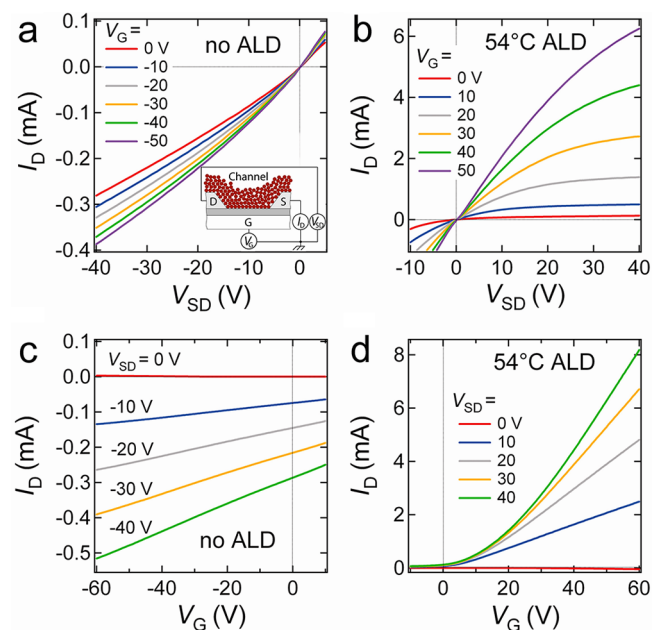 a
V_G =
0 V
-10
-20
-30
-40
-50
no ALD
0.1
0.0
-0.1
-0.2
-0.3
-0.4
I_D (mA)
-40 -30 -20 -10 0
V_SD (V)
Channel
D S
G
V_G
I_D
V_SD
b
54°C ALD
V_G =
0 V
10
20
30
40
50
6
4
2
0
I_D (mA)
-10 0 10 20 30 40
V_SD (V)
c
V_SD = 0 V
-10 V
-20 V
-30 V
-40 V
no ALD
0.1
0.0
-0.1
-0.2
-0.3
-0.4
-0.5
I_D (mA)
-60 -40 -20 0
V_G (V)
d
54°C ALD
V_SD =
0 V
10
20
30
40
8
6
4
2
0
I_D (mA)
0 20 40 60
V_G (V)